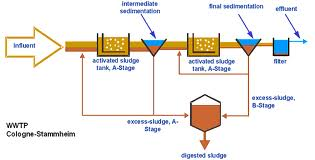 intermediate
sedimentation
final sedimentation
effluent
influent
activated sludge
tank, A-Stage
activated sludge
tank, A-Stage
filter
excess-sludge,
B-Stage
WWTP
Cologne-Stammheim
excess-sludge, A-
Stage
digested sludge